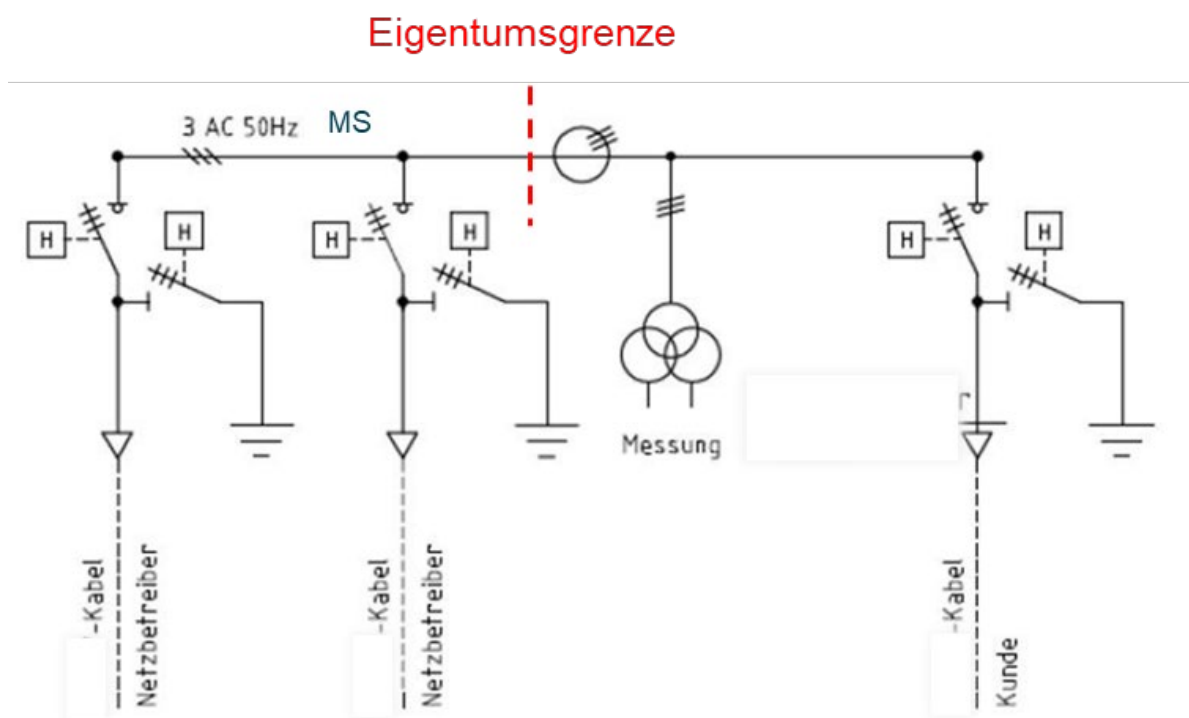 Eigentumsgrenze
3 AC 50Hz MS
H
H
H
H
H
H
Messung
-Kabel
Netzbetreiber
-Kabel
Netzbetreiber
-Kabel
Kunde